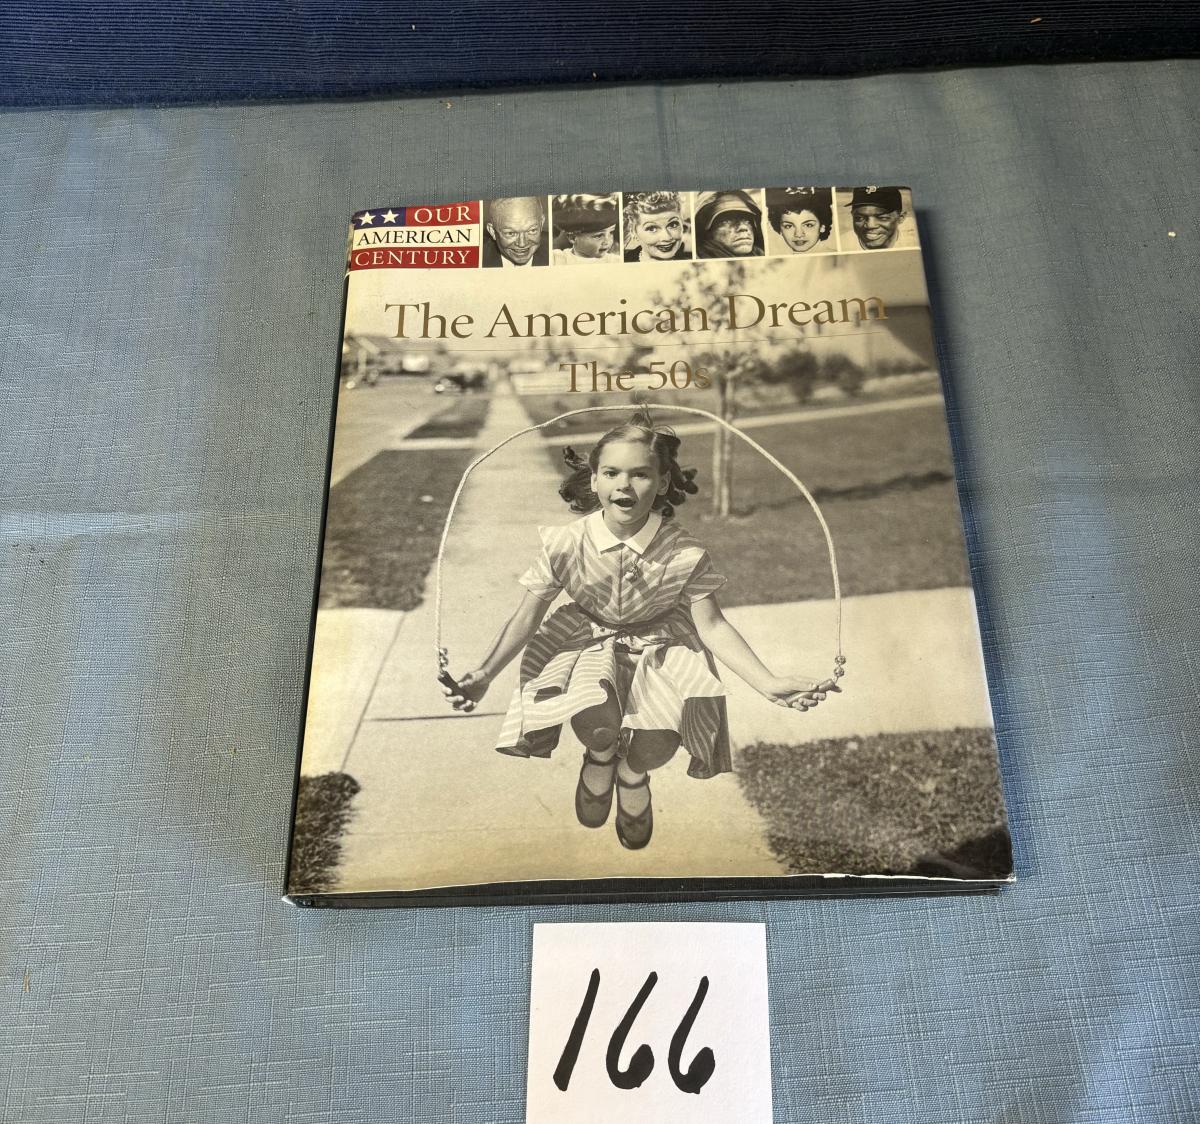 OUR
AMERICAN
CENTURY
The American Dream
The 50s
166